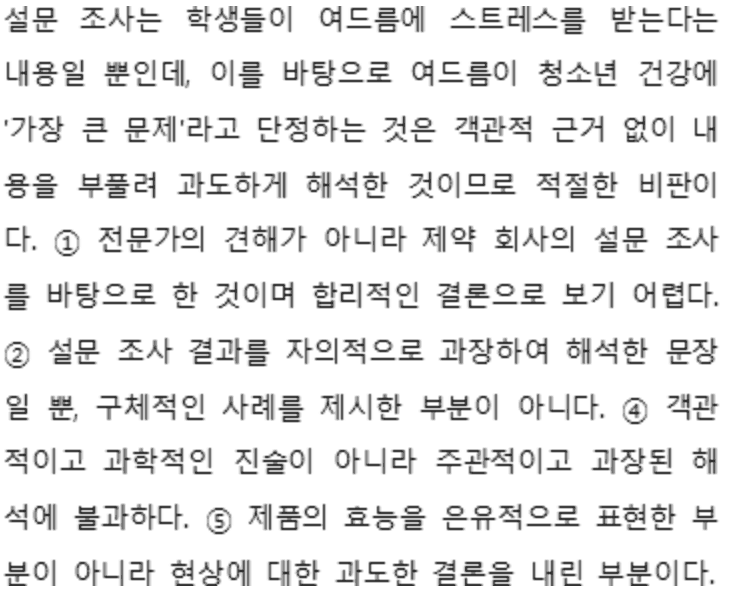 설문 조사는 학생들이 여드름에 스트레스를 받는다는
내용일 뿐인데, 이를 바탕으로 여드름이 청소년 건강에
'가장 큰 문제'라고 단정하는 것은 객관적 근거 없이 내
용을 부풀려 과도하게 해석한 것이므로 적절한 비판이
다. ① 전문가의 견해가 아니라 제약 회사의 설문 조사
를 바탕으로 한 것이며 합리적인 결론으로 보기 어렵다.
② 설문 조사 결과를 자의적으로 과장하여 해석한 문장
일 뿐, 구체적인 사례를 제시한 부분이 아니다. ④ 객관
적이고 과학적인 진술이 아니라 주관적이고 과장된 해
석에 불과하다. ⑤ 제품의 효능을 은유적으로 표현한 부
분이 아니라 현상에 대한 과도한 결론을 내린 부분이다.